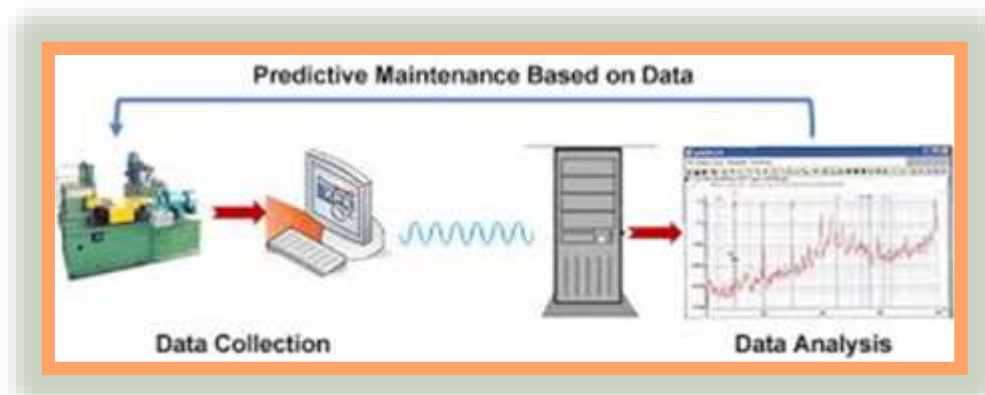 Predictive Maintenance Based on Data
Data Collection
Data Analysis